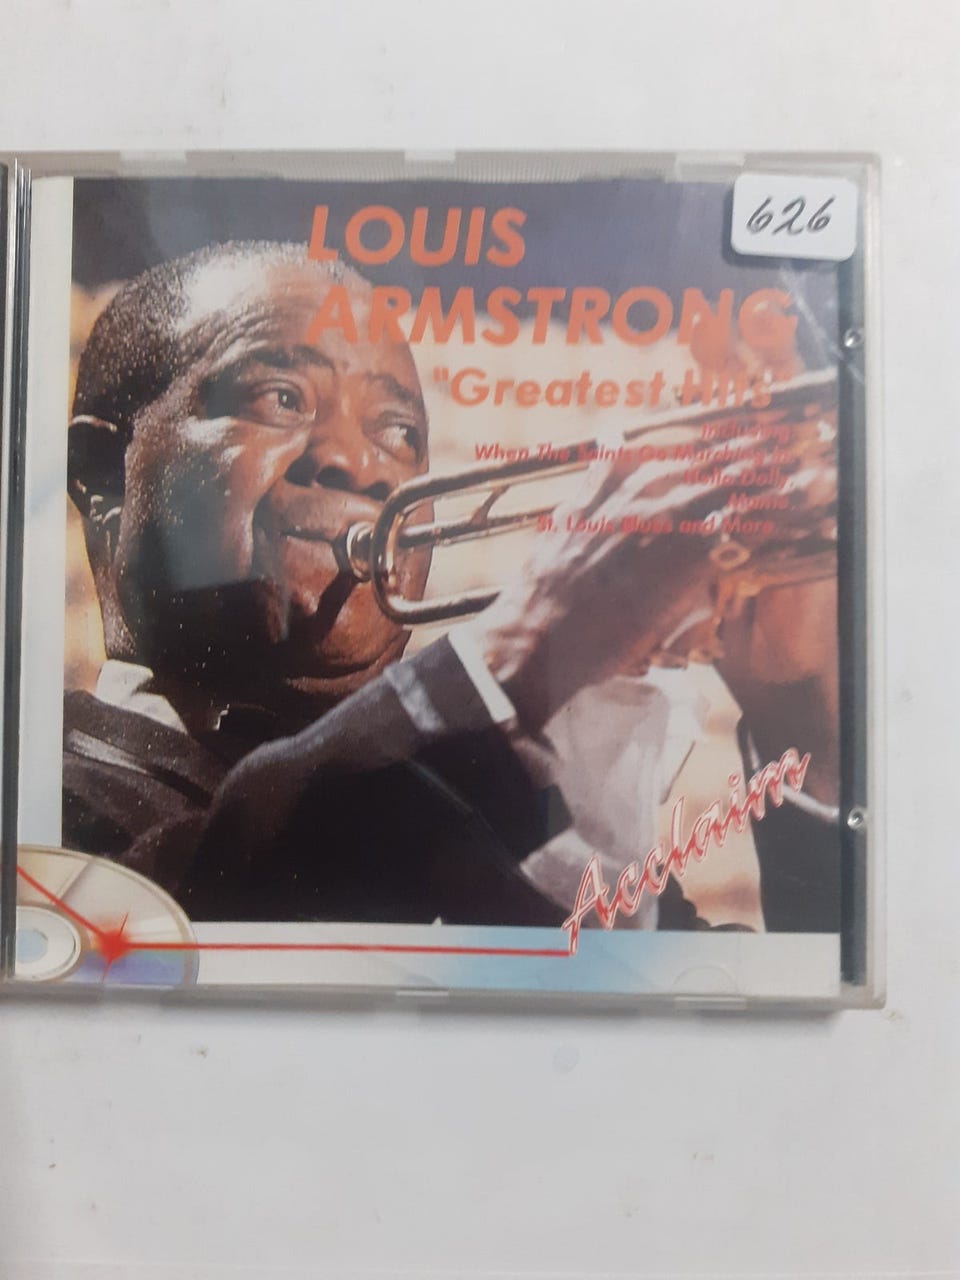 626
LOUIS
ARMSTRONG
"Greatest Hits"
Including:
When The Saints Go Marching In,
Hello Dolly,
Mame,
St. Louis Blues and More...
Acclaim